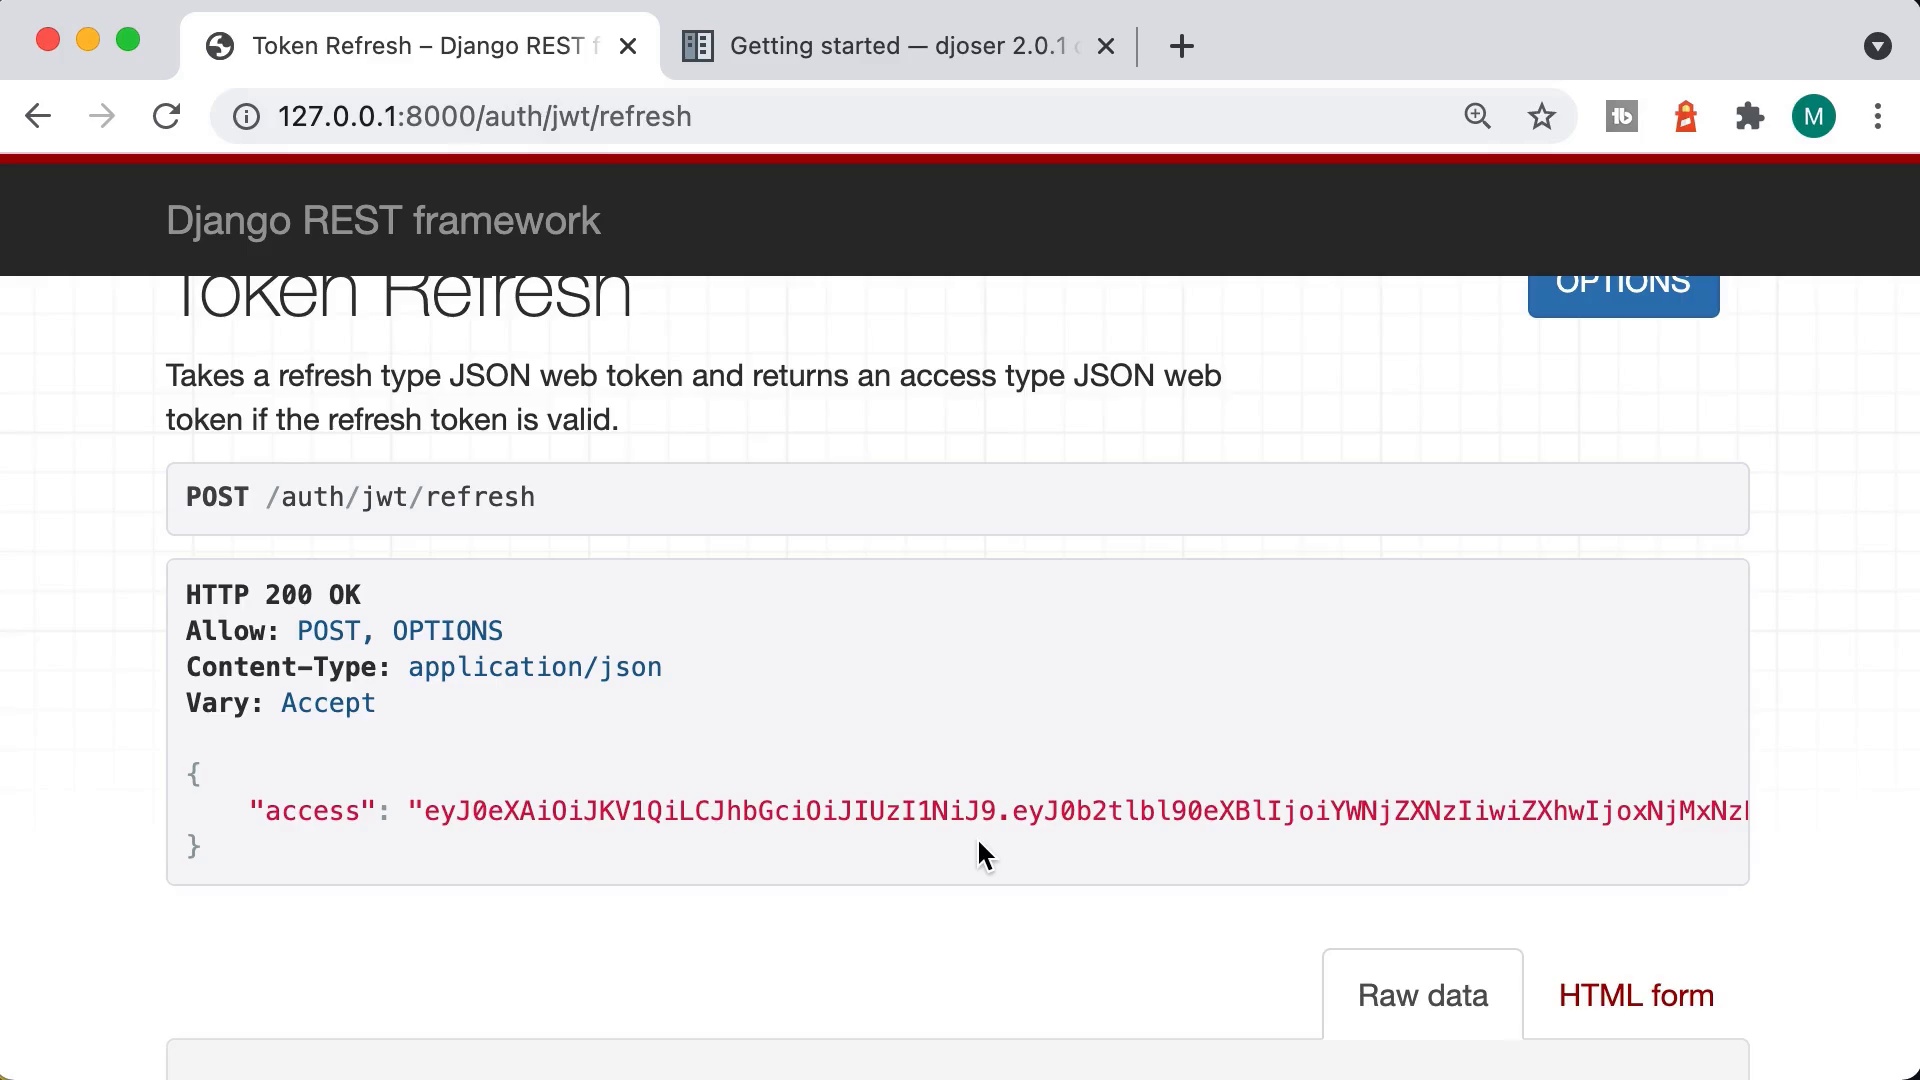 Token Refresh – Django REST f
Getting started — djoser 2.0.1
127.0.0.1:8000/auth/jwt/refresh
tb
M
Django REST framework
Token Refresh
OPTIONS
Takes a refresh type JSON web token and returns an access type JSON web
token if the refresh token is valid.
POST /auth/jwt/refresh
HTTP 200 OK
Allow: POST, OPTIONS
Content-Type: application/json
Vary: Accept
{
"access": "eyJ0eXAiOiJKV1QiLCJhbGciOiJIUzI1NiJ9.eyJ0b2tlbl90eXBlIjoiYWNjZXNzIiwiZXhwIjoxNjMxNz
}
Raw data
HTML form